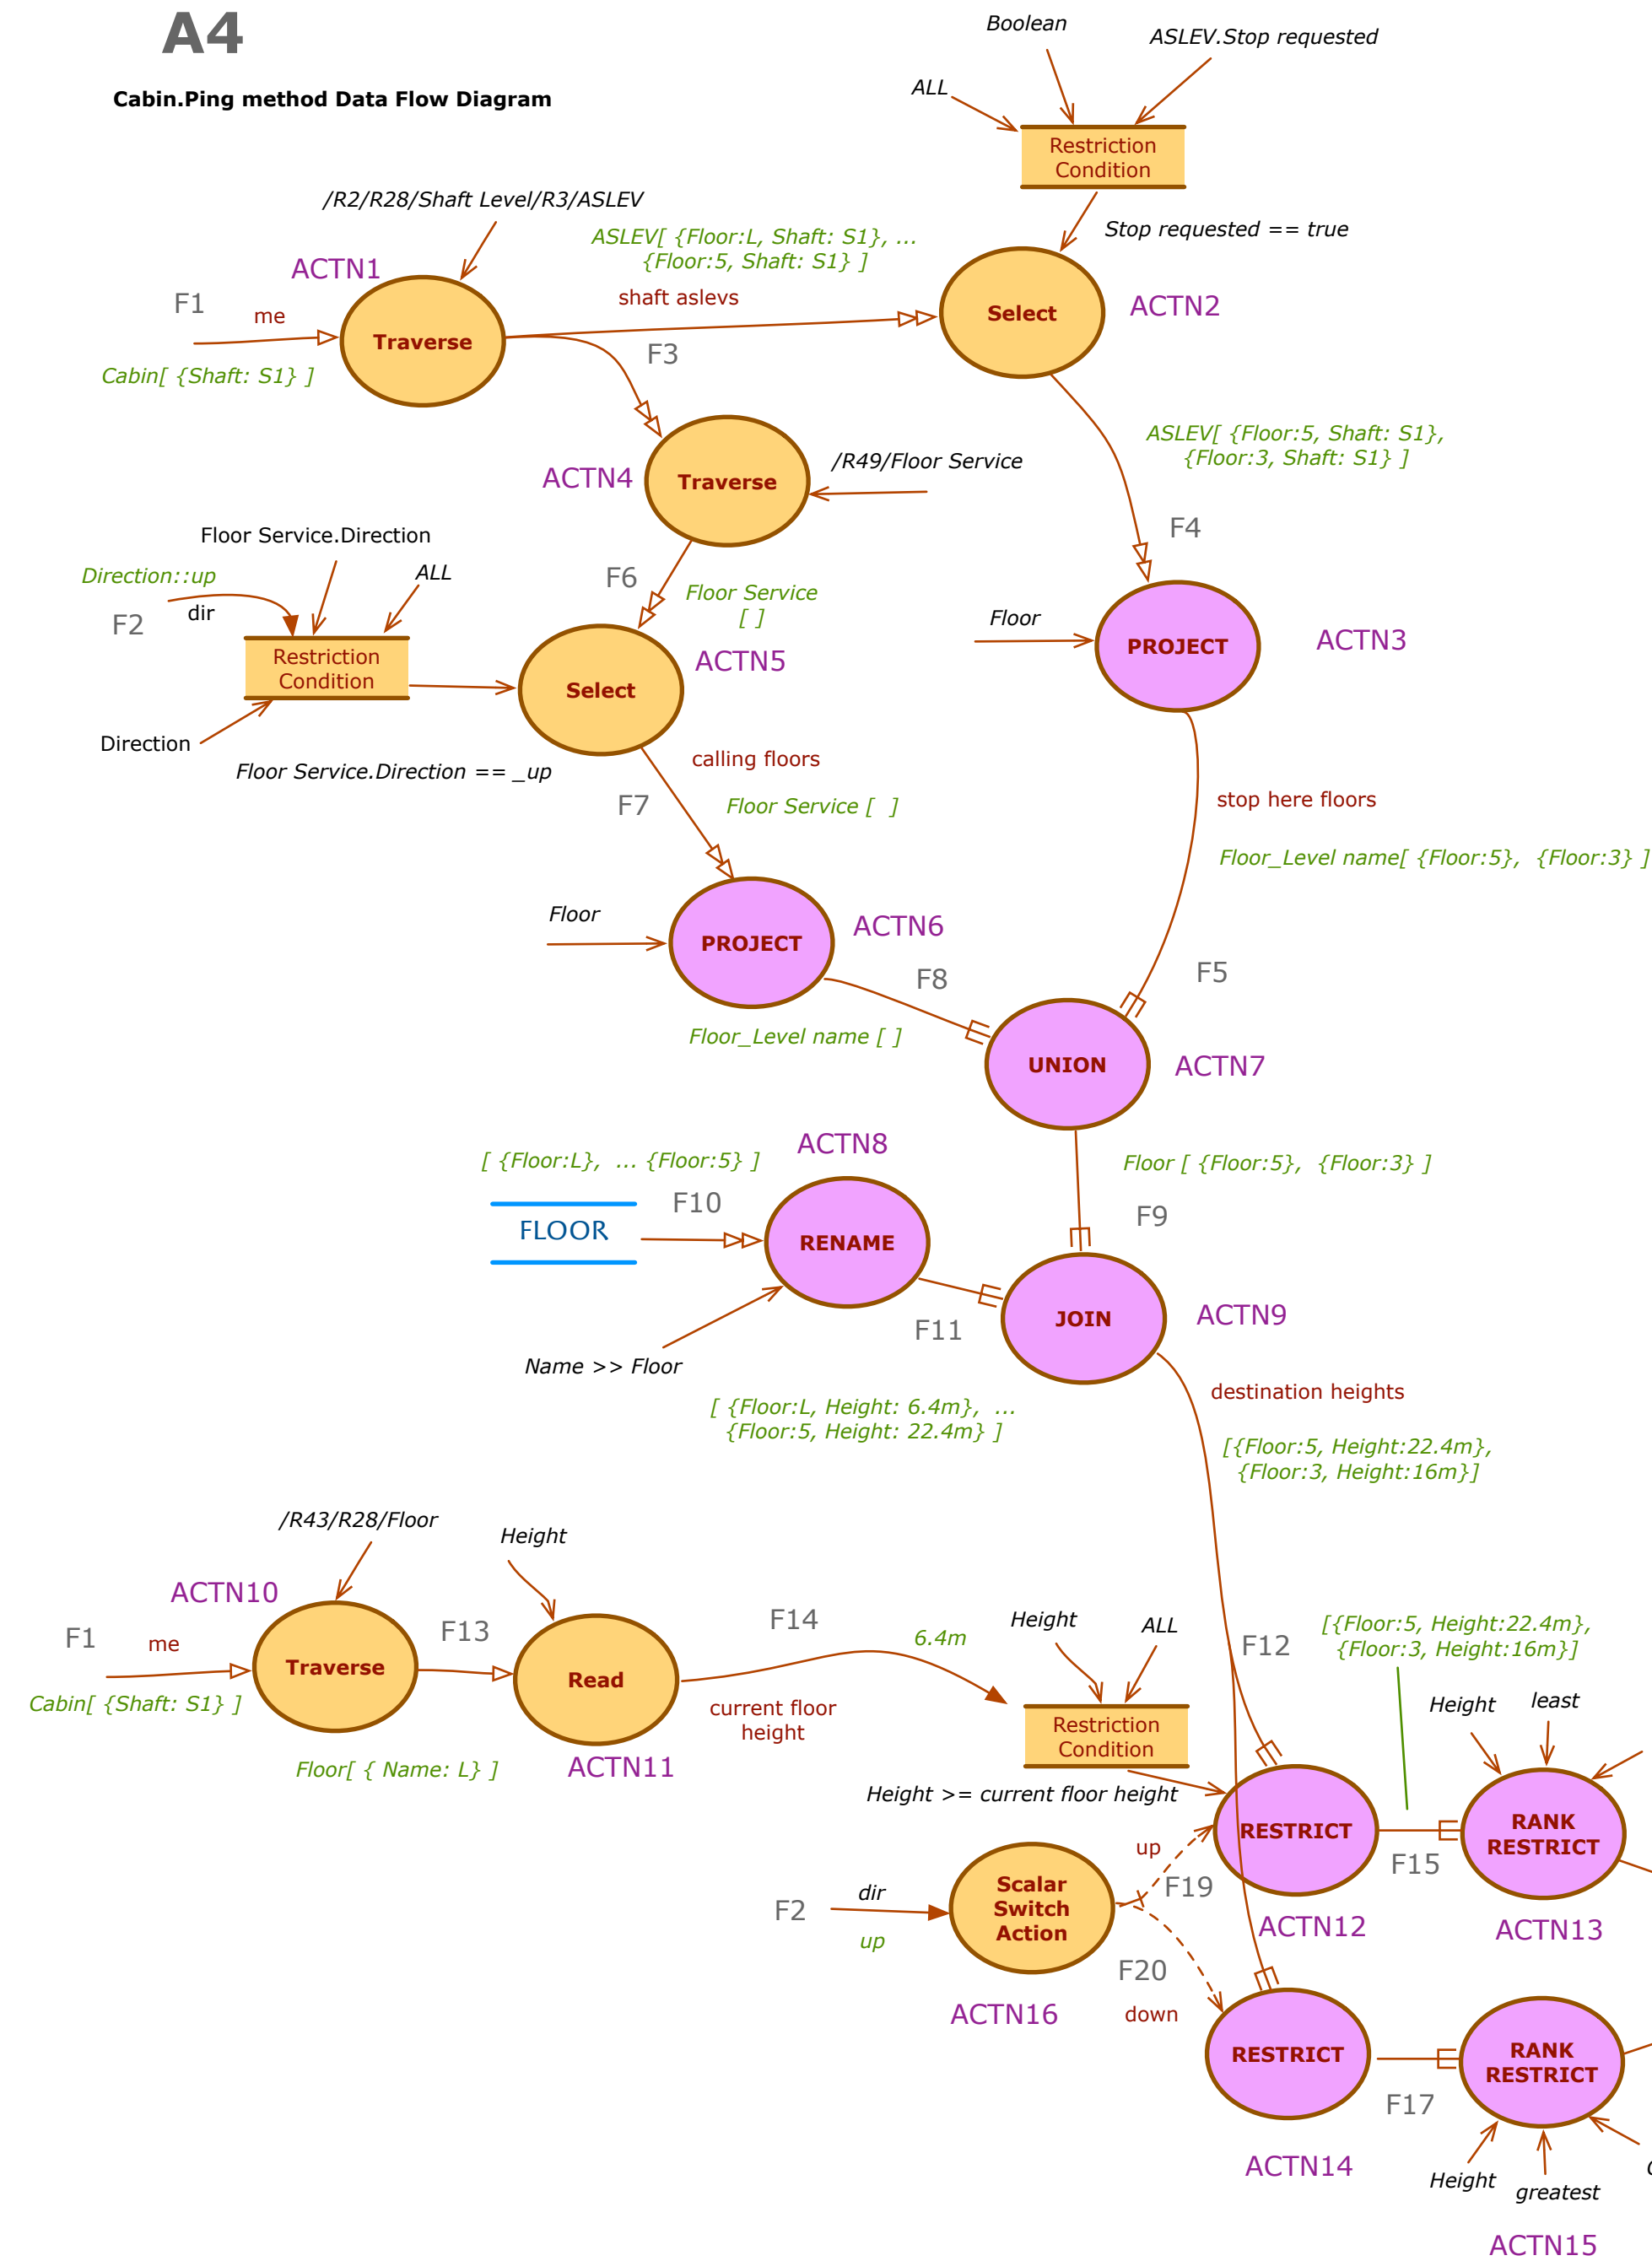 A4
Cabin.Ping method Data Flow Diagram
Boolean
ASLEV.Stop requested
ALL
Restriction
Condition
/R2/R28/Shaft Level/R3/ASLEV
Stop requested == true
ASLEV[ {Floor:L, Shaft: S1}, ...
{Floor:5, Shaft: S1} ]
ACTN1
F1
me
shaft aslevs
Select
ACTN2
Traverse
F3
Cabin[ {Shaft: S1} ]
ASLEV[ {Floor:5, Shaft: S1},
{Floor:3, Shaft: S1} ]
/R49/Floor Service
ACTN4
Traverse
F4
Floor Service.Direction
Direction::up
ALL
F6
Floor Service
[ ]
dir
F2
Floor
PROJECT
ACTN3
Restriction
Condition
ACTN5
Select
Direction
Floor Service.Direction == _up
calling floors
F7
Floor Service [  ]
stop here floors
Floor_Level name[ {Floor:5},  {Floor:3} ]
Floor
ACTN6
PROJECT
F8
F5
Floor_Level name [ ]
UNION
ACTN7
ACTN8
[ {Floor:L},  ... {Floor:5} ]
Floor [ {Floor:5},  {Floor:3} ]
F10
FLOOR
RENAME
F9
JOIN
ACTN9
F11
Name >> Floor
destination heights
[ {Floor:L, Height: 6.4m},  ...
{Floor:5, Height: 22.4m} ]
[{Floor:5, Height:22.4m},
{Floor:3, Height:16m}]
/R43/R28/Floor
Height
ACTN10
F1
me
F13
F14
6.4m
Height
ALL
F12
[{Floor:5, Height:22.4m},
{Floor:3, Height:16m}]
Traverse
Read
Cabin[ {Shaft: S1} ]
current floor
height
Height
least
Restriction
Condition
Floor[ { Name: L} ]
ACTN11
Height >= current floor height
RESTRICT
RANK
RESTRICT
up
F15
F19
Scalar
Switch
Action
dir
F2
up
ACTN12
ACTN13
F20
ACTN16
down
RESTRICT
RANK
RESTRICT
F17
ACTN14
Height
greatest
ACTN15